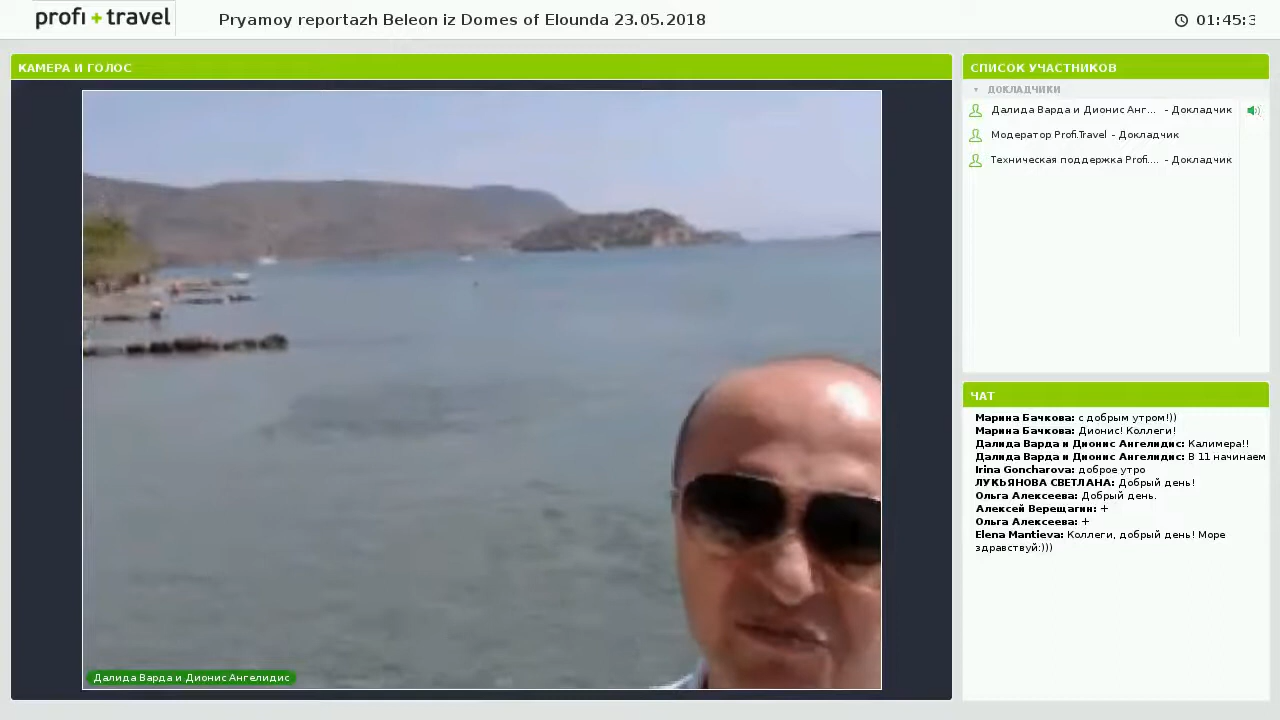 profi + travel
Pryamoy reportazh Beleon iz Domes of Elounda 23.05.2018
01:45:3
КАМЕРА И ГОЛОС
Далида Варда и Дионис Ангелидис
СПИСОК УЧАСТНИКОВ
ДОКЛАДЧИКИ
Далида Варда и Дионис Анг... – Докладчик
Модератор Profi.Travel – Докладчик
Техническая поддержка Profi.... – Докладчик
ЧАТ
Марина Бачкова: с добрым утром!))
Марина Бачкова: Дионис! Коллеги!
Далида Варда и Дионис Ангелидис: Калимера!!
Далида Варда и Дионис Ангелидис: В 11 начинаем
Irina Goncharova: доброе утро
ЛУКЬЯНОВА СВЕТЛАНА: Добрый день!
Ольга Алексеева: Добрый день.
Алексей Верещагин: +
Ольга Алексеева: +
Elena Mantieva: Коллеги, добрый день! Море
здравствуй:)))